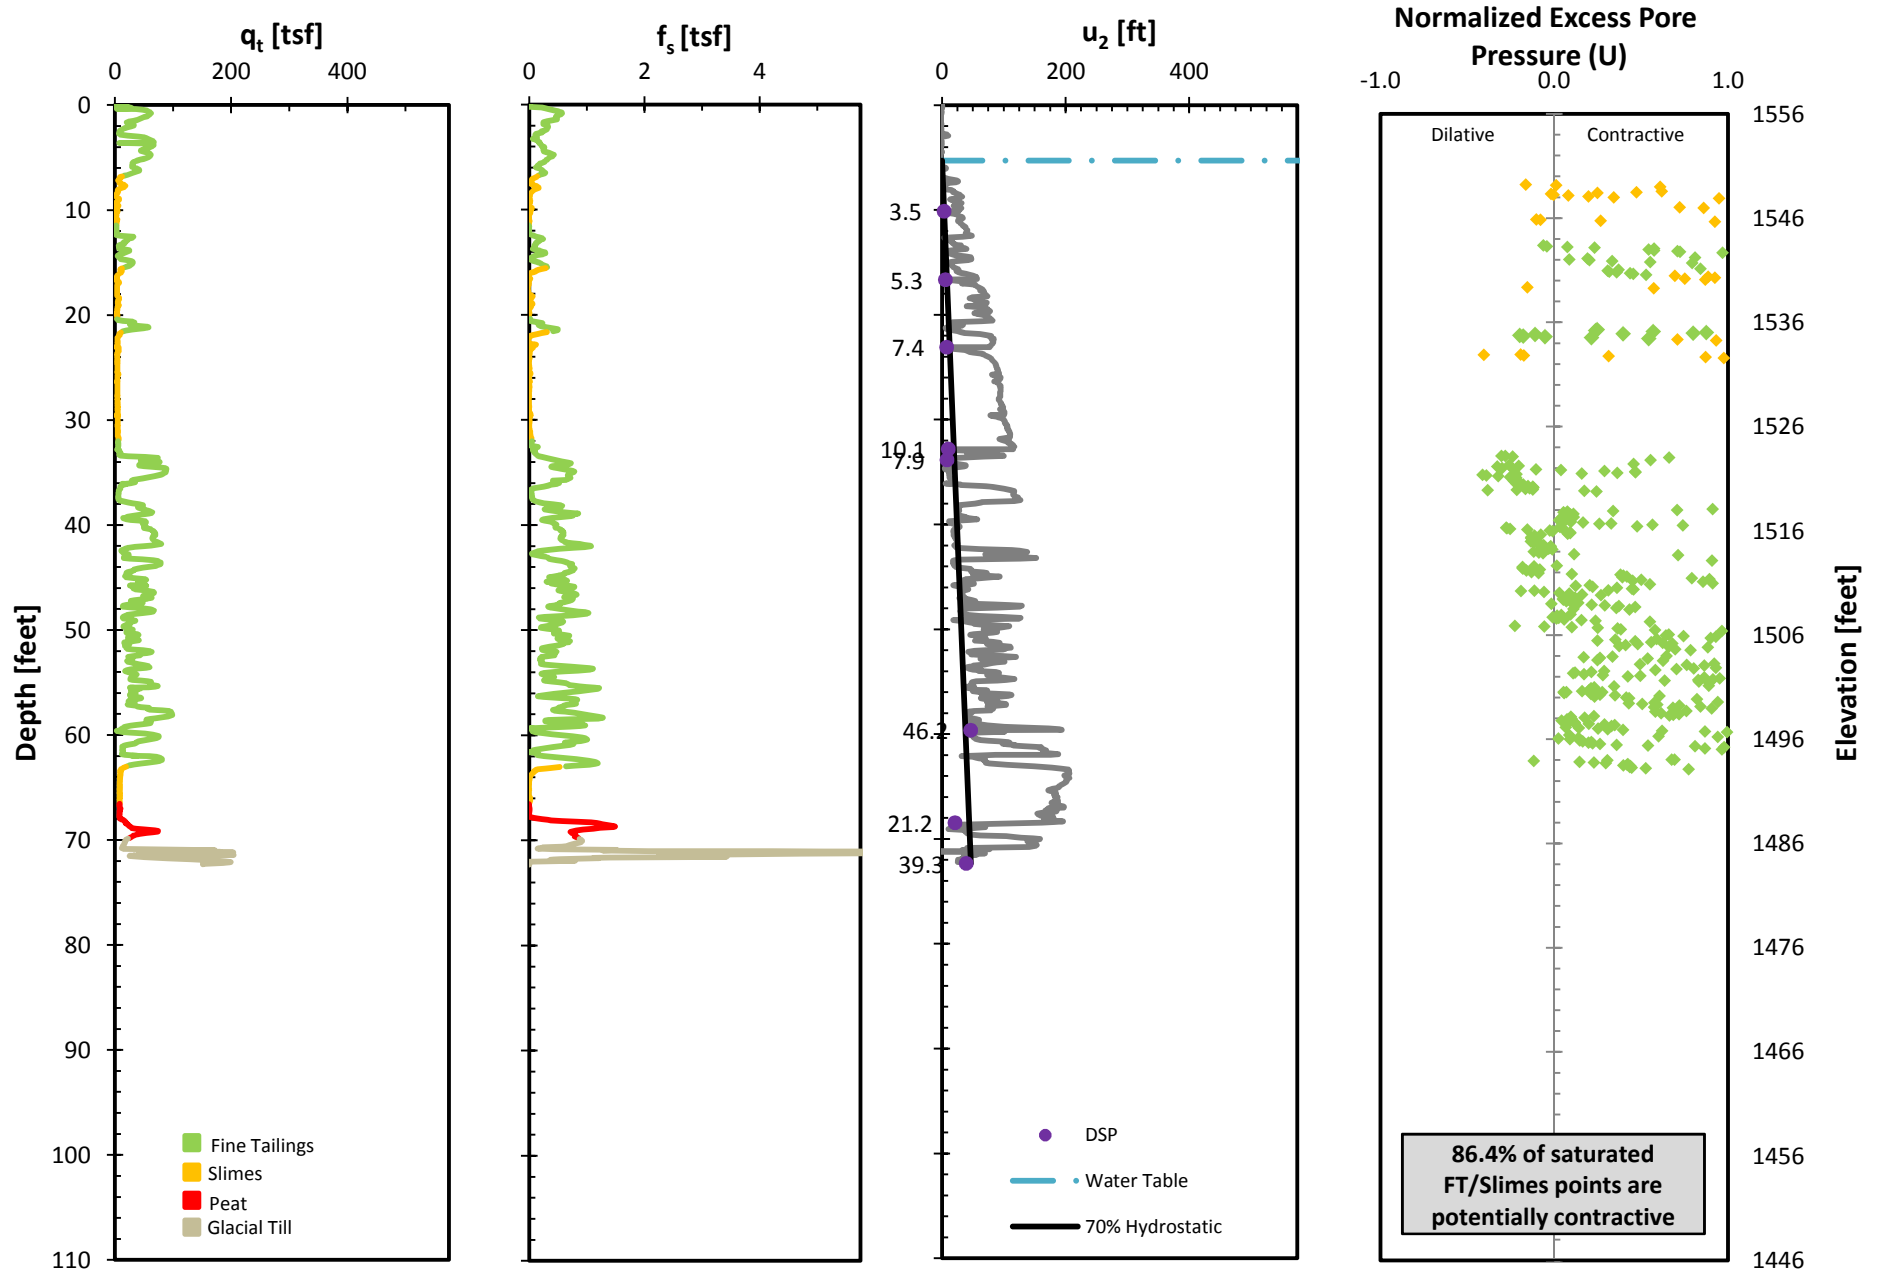 qt [tsf]
0 200 400
fs [tsf]
0 2 4
u2 [ft]
0 200 400
Normalized Excess Pore
Pressure (U)
-1.0 0.0 1.0
Depth [feet]
0
10
20
30
40
50
60
70
80
90
100
110
Fine Tailings
Slimes
Peat
Glacial Till
3.5
5.3
7.4
10.1
7.9
46.2
21.2
39.3
DSP
Water Table
70% Hydrostatic
Dilative Contractive
86.4% of saturated
FT/Slimes points are
potentially contractive
1556
1546
1536
1526
1516
1506
1496
1486
1476
1466
1456
1446
Elevation [feet]